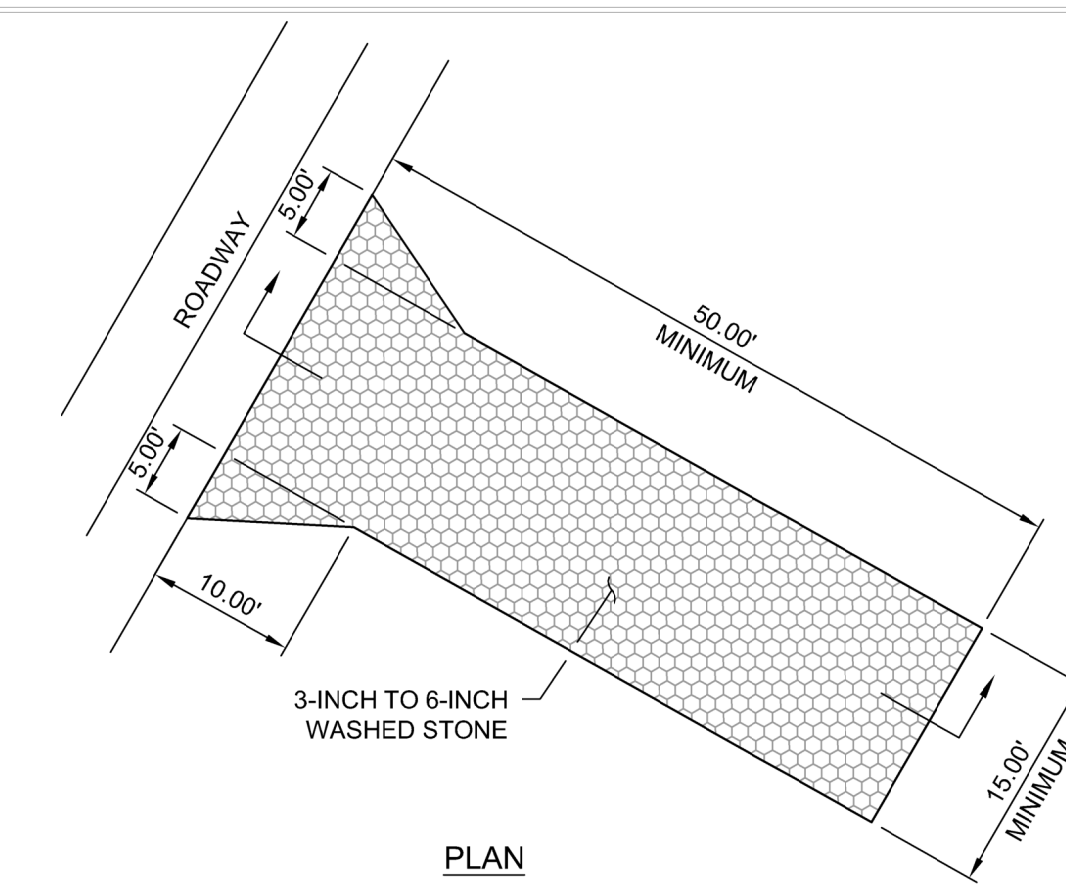 5.00'
ROADWAY
50.00'
MINIMUM
5.00'
10.00'
3-INCH TO 6-INCH
WASHED STONE
15.00'
MINIMUM
PLAN